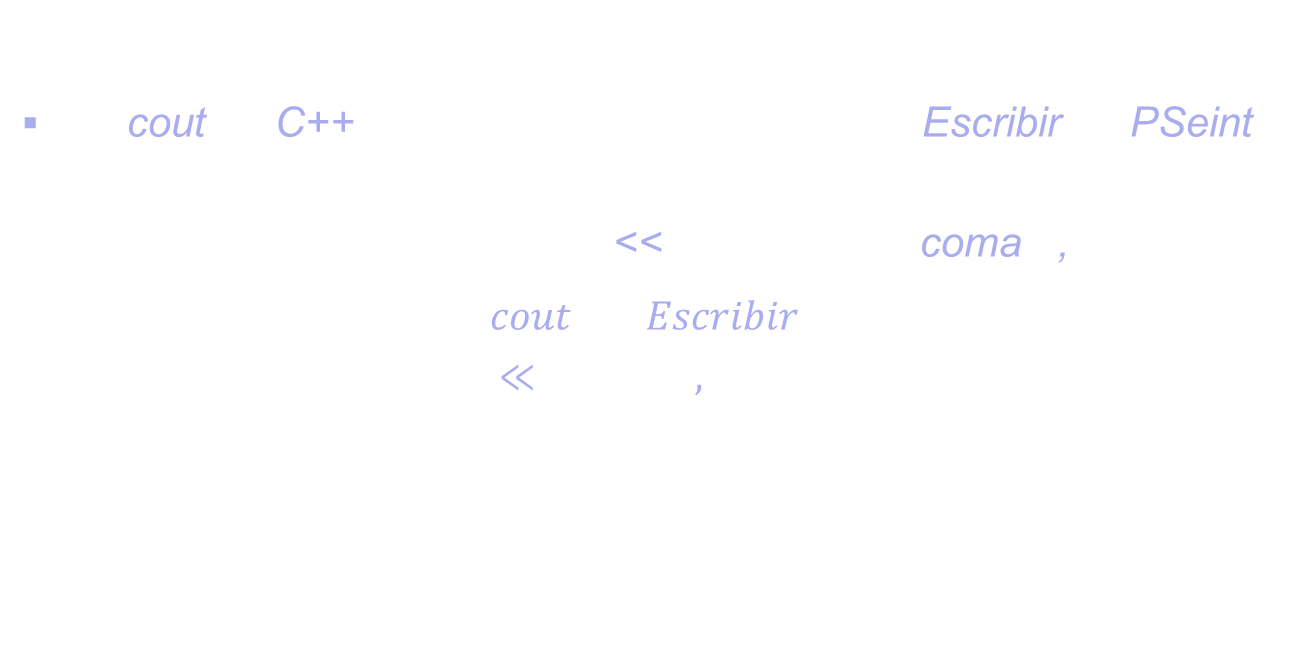 ▪ cout C++ Escribir PSeint
<< coma ,
cout Escribir
≪ ,